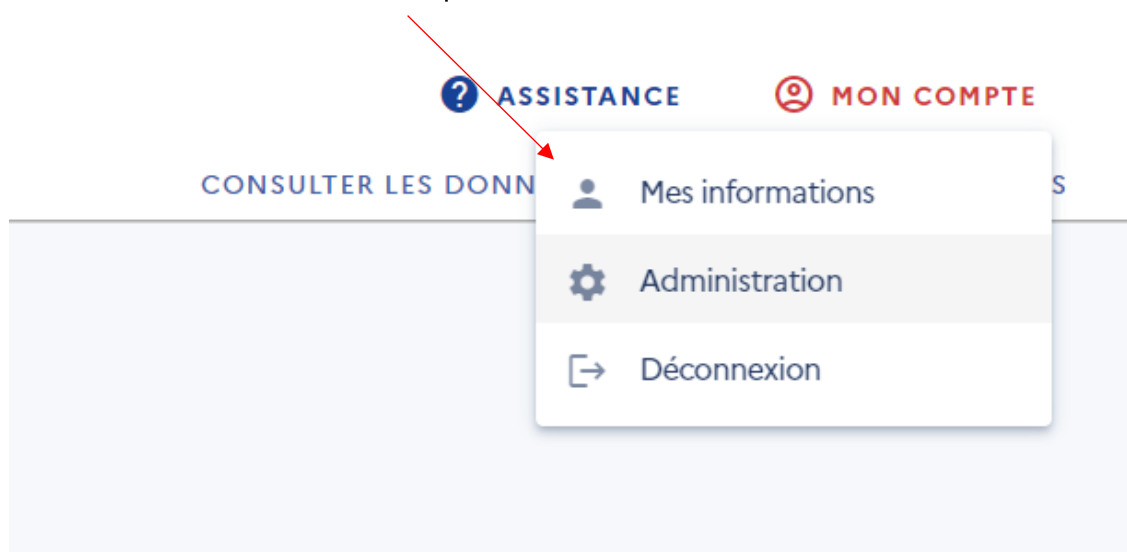 ASSISTANCE MON COMPTE
CONSULTER LES DONN S
Mes informations
Administration
Déconnexion